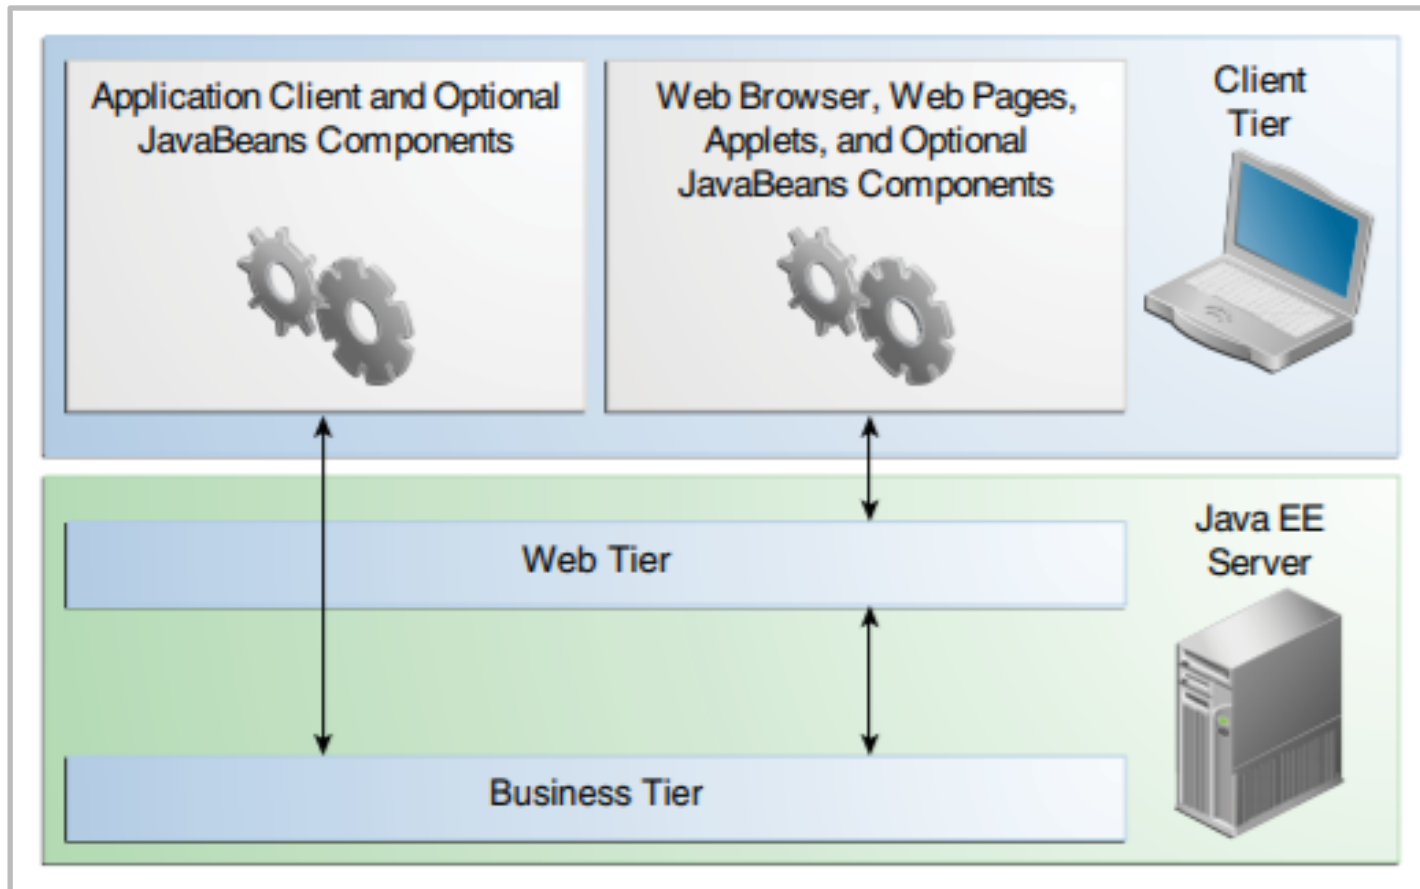 Application Client and Optional
JavaBeans Components
Web Browser, Web Pages,
Applets, and Optional
JavaBeans Components
Client
Tier
Web Tier
Java EE
Server
Business Tier